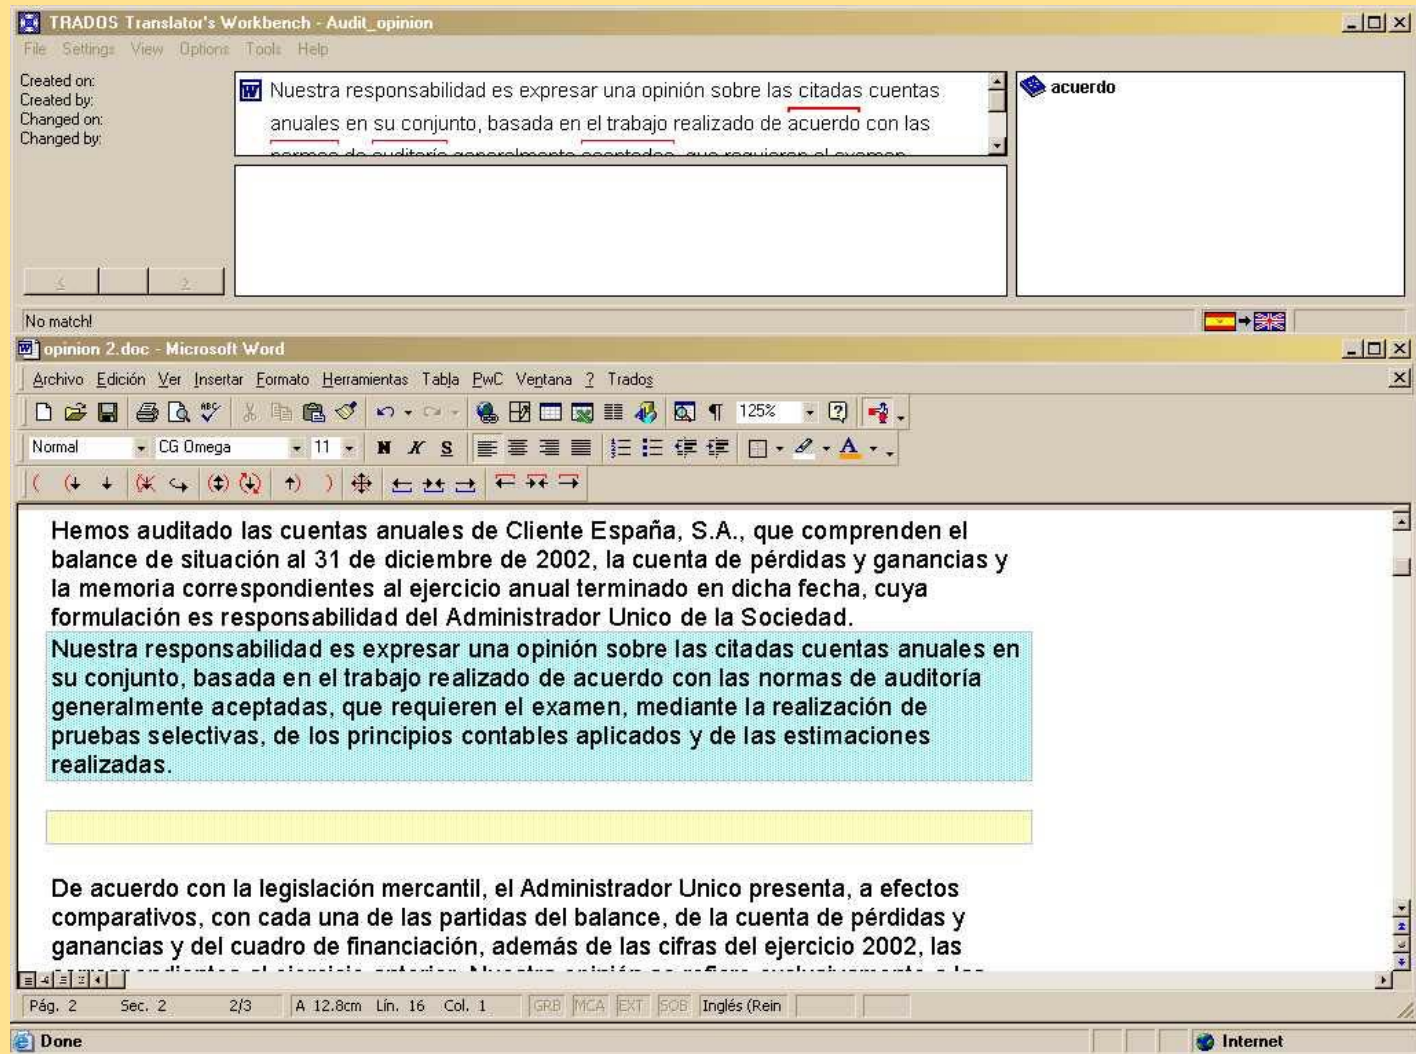 TRADOS Translator's Workbench - Audit_opinion
File Settings View Options Tools Help
Created on:
Created by:
Changed on:
Changed by:
Nuestra responsabilidad es expresar una opinión sobre las citadas cuentas
anuales en su conjunto, basada en el trabajo realizado de acuerdo con las
normas de auditoría generalmente aceptadas, que requieren el examen,
acuerdo
No match!
opinion 2.doc - Microsoft Word
Archivo Edición Ver Insertar Formato Herramientas Tabla PwC Ventana ? Trados
125%
Normal CG Omega 11 N K S
Hemos auditado las cuentas anuales de Cliente España, S.A., que comprenden el
balance de situación al 31 de diciembre de 2002, la cuenta de pérdidas y ganancias y
la memoria correspondientes al ejercicio anual terminado en dicha fecha, cuya
formulación es responsabilidad del Administrador Unico de la Sociedad.
Nuestra responsabilidad es expresar una opinión sobre las citadas cuentas anuales en
su conjunto, basada en el trabajo realizado de acuerdo con las normas de auditoría
generalmente aceptadas, que requieren el examen, mediante la realización de
pruebas selectivas, de los principios contables aplicados y de las estimaciones
realizadas.
De acuerdo con la legislación mercantil, el Administrador Unico presenta, a efectos
comparativos, con cada una de las partidas del balance, de la cuenta de pérdidas y
ganancias y del cuadro de financiación, además de las cifras del ejercicio 2002, las
Pág. 2 Sec. 2 2/3 A 12.8cm Lín. 16 Col. 1 GRB MCA EXT SOB Inglés (Rein
Done Internet